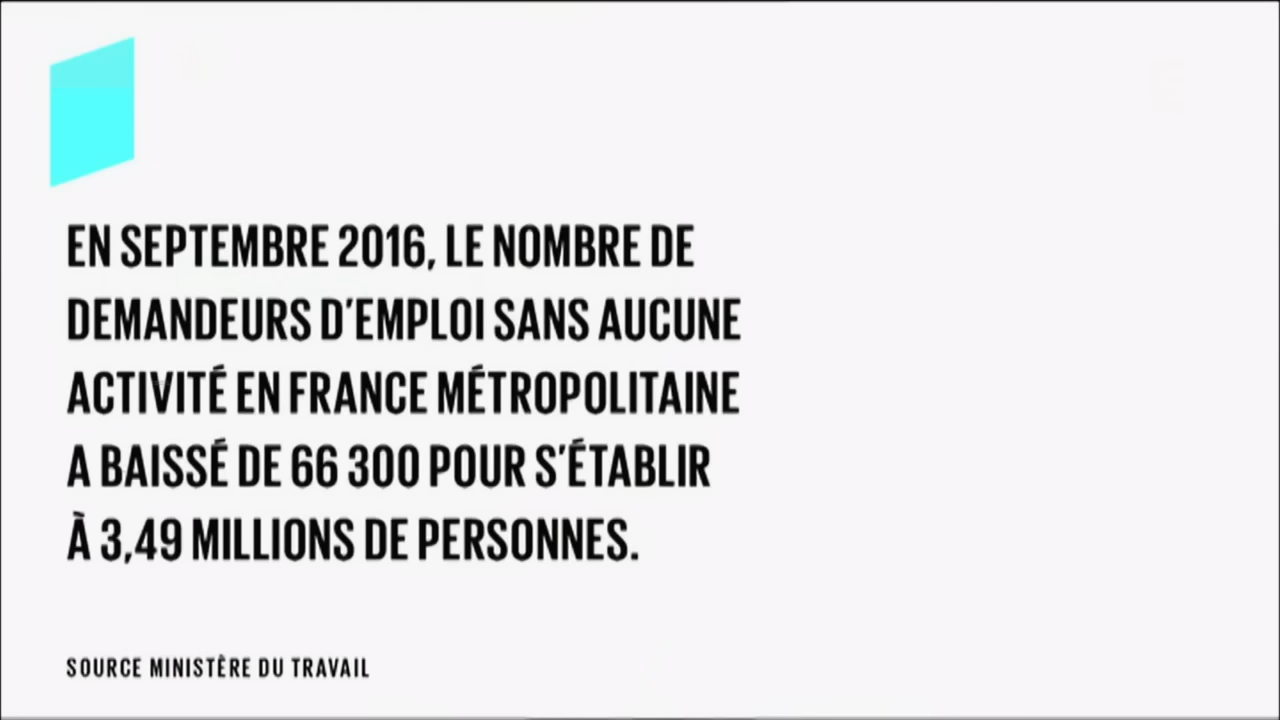 EN SEPTEMBRE 2016, LE NOMBRE DE
DEMANDEURS D'EMPLOI SANS AUCUNE
ACTIVITÉ EN FRANCE MÉTROPOLITAINE
A BAISSÉ DE 66 300 POUR S'ÉTABLIR
À 3,49 MILLIONS DE PERSONNES.
SOURCE MINISTÈRE DU TRAVAIL